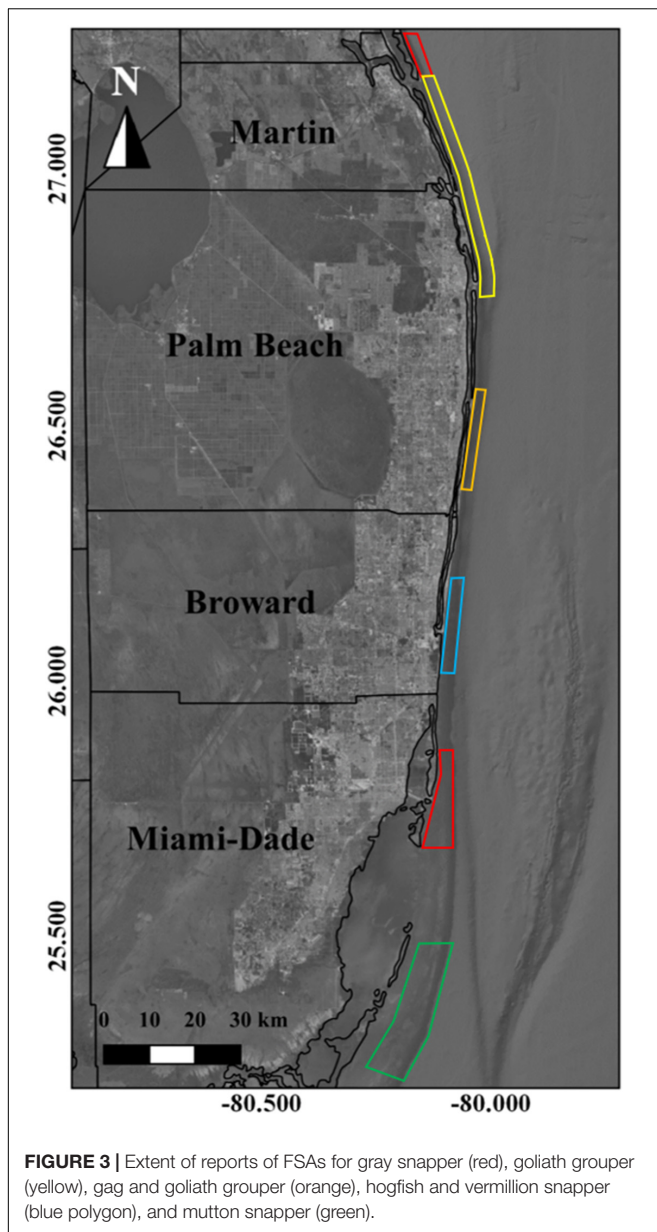 N
Martin
Palm Beach
Broward
Miami-Dade
27.000
26.500
26.000
25.500
0 10 20 30 km
-80.500 -80.000
FIGURE 3 | Extent of reports of FSAs for gray snapper (red), goliath grouper
(yellow), gag and goliath grouper (orange), hogfish and vermillion snapper
(blue polygon), and mutton snapper (green).